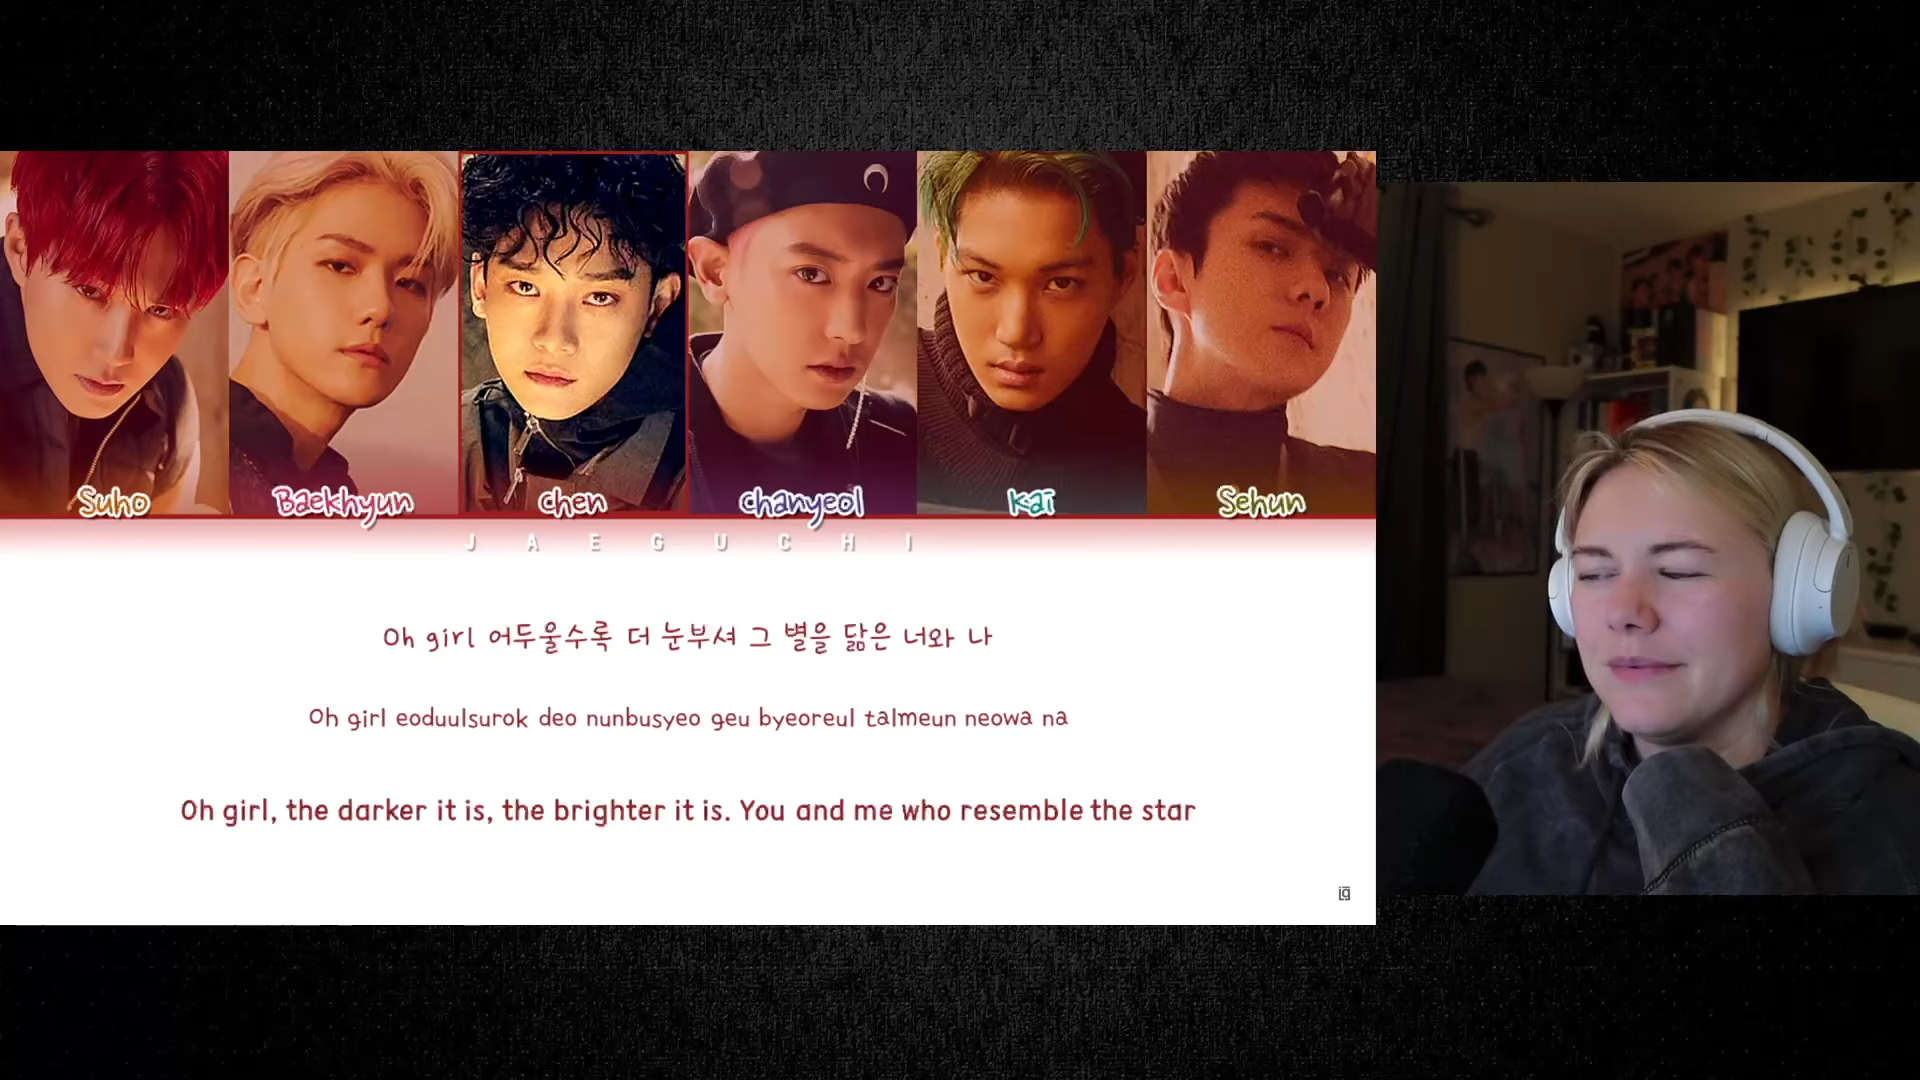 Suho Baekhyun chen chanyeol kai Sehun
JAEGUCHI
Oh girl 어두울수록 더 눈부셔 그 별을 닮은 너와 나
Oh girl eoduulsurok deo nunbusyeo geu byeoreul talmeun neowa na
Oh girl, the darker it is, the brighter it is. You and me who resemble the star